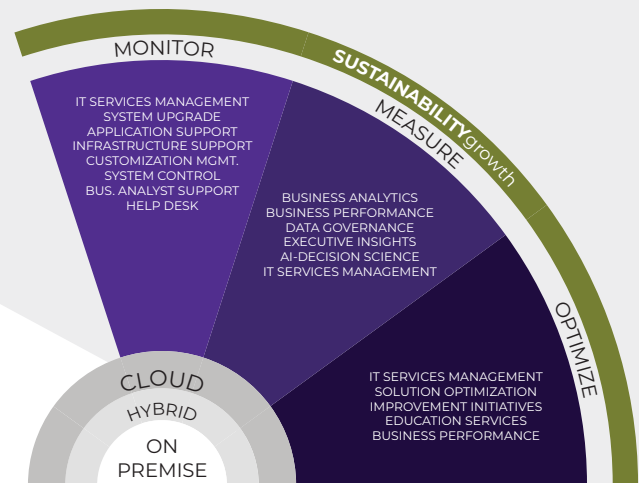 MONITOR
IT SERVICES MANAGEMENT
SYSTEM UPGRADE
APPLICATION SUPPORT
INFRASTRUCTURE SUPPORT
CUSTOMIZATION MGMT.
SYSTEM CONTROL
BUS. ANALYST SUPPORT
HELP DESK
SUSTAINABILITYgrowth
MEASURE
BUSINESS ANALYTICS
BUSINESS PERFORMANCE
DATA GOVERNANCE
EXECUTIVE INSIGHTS
AI-DECISION SCIENCE
IT SERVICES MANAGEMENT
OPTIMIZE
IT SERVICES MANAGEMENT
SOLUTION OPTIMIZATION
IMPROVEMENT INITIATIVES
EDUCATION SERVICES
BUSINESS PERFORMANCE
CLOUD
HYBRID
ON
PREMISE